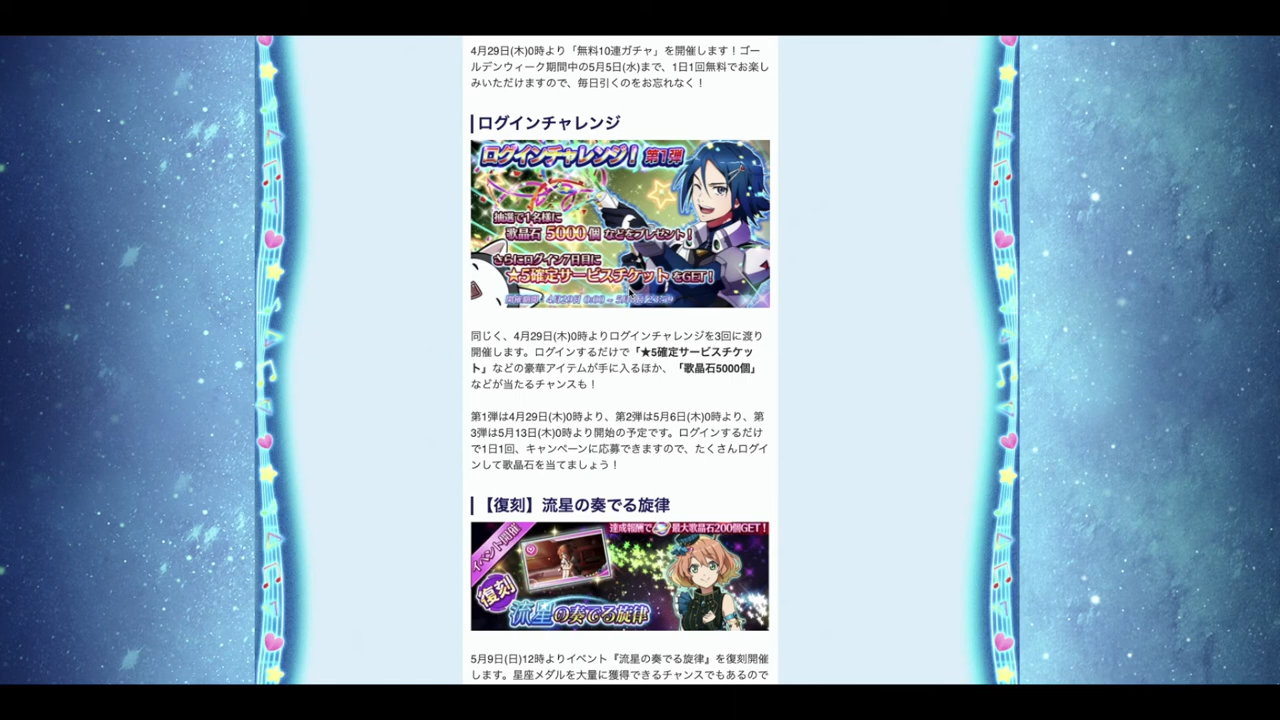 4月29日(木)0時より「無料10連ガチャ」を開催します！ゴー
ルデンウィーク期間中の5月5日(水)まで、1日1回無料でお楽し
みいただけますので、毎日引くのをお忘れなく！
ログインチャレンジ
ログインチャレンジ！ 第1弾
抽選で1名様に
歌晶石 5000個 などをプレゼント！
さらにログイン7日目に
★5確定サービスチケット をGET！
開催期間：4月29日 0:00 ~
同じく、4月29日(木)0時よりログインチャレンジを3回に渡り
開催します。ログインするだけで「★5確定サービスチケッ
ト」などの豪華アイテムが手に入るほか、「歌晶石5000個」
などが当たるチャンスも！
第1弾は4月29日(木)0時より、第2弾は5月6日(木)0時より、第
3弾は5月13日(木)0時より開始の予定です。ログインするだけ
で1日1回、キャンペーンに応募できますので、たくさんログイ
ンして歌晶石を当てましょう！
【復刻】流星の奏でる旋律
イベント開催
達成報酬で 最大歌晶石200個GET！
復刻
流星の奏でる旋律
5月9日(日)12時よりイベント『流星の奏でる旋律』を復刻開催
します。星座メダルを大量に獲得できるチャンスでもあるので